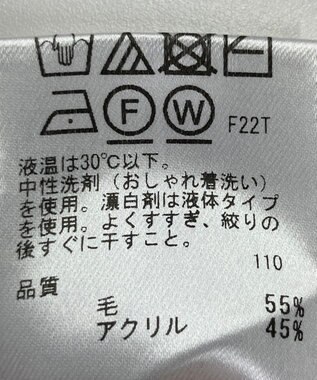 F W F22T
液温は30℃以下。
中性洗剤（おしゃれ着洗い）
を使用。漂白剤は液体タイプ
を使用。よくすすぎ、絞りの
後すぐに干すこと。
110
品質
毛 55%
アクリル 45%